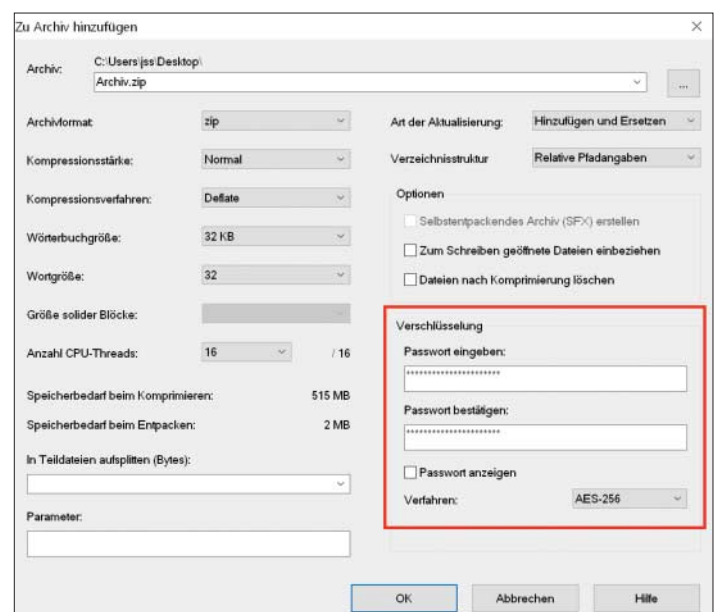 Zu Archiv hinzufügen
Archiv:
C:\Users\jss\Desktop\
Archiv.zip
...
Archivformat:
zip
Kompressionsstärke:
Normal
Kompressionsverfahren:
Deflate
Wörterbuchgröße:
32 KB
Wortgröße:
32
Größe solider Blöcke:
Anzahl CPU-Threads:
16
/ 16
Speicherbedarf beim Komprimieren:
515 MB
Speicherbedarf beim Entpacken:
2 MB
In Teildateien aufsplitten (Bytes):
Parameter:
Art der Aktualisierung:
Hinzufügen und Ersetzen
Verzeichnisstruktur
Relative Pfadangaben
Optionen
Selbstentpackendes Archiv (SFX) erstellen
Zum Schreiben geöffnete Dateien einbeziehen
Dateien nach Komprimierung löschen
Verschlüsselung
Passwort eingeben:
**********************
Passwort bestätigen:
**********************
Passwort anzeigen
Verfahren:
AES-256
OK
Abbrechen
Hilfe